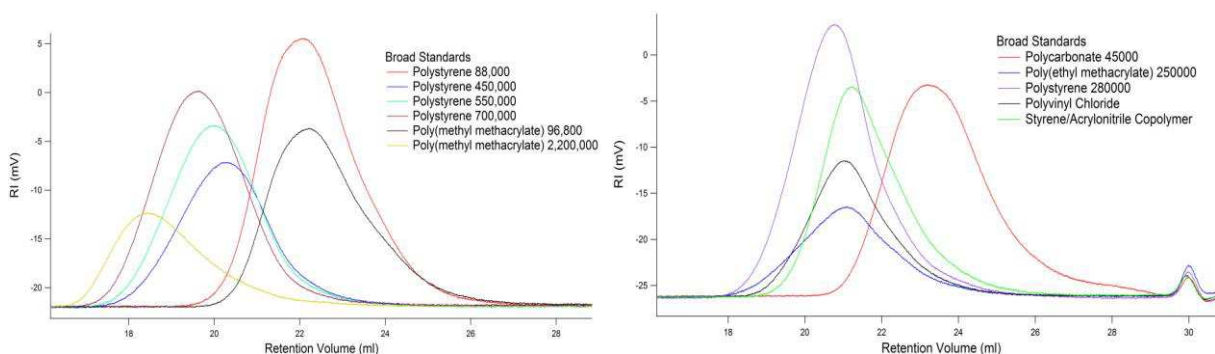 5
0
-5
-10
-15
-20
RI (mV)
18
20
22
24
26
28
Retention Volume (ml)
Broad Standards
Polystyrene 88,000
Polystyrene 450,000
Polystyrene 550,000
Polystyrene 700,000
Poly(methyl methacrylate) 96,800
Poly(methyl methacrylate) 2,200,000
0
-5
-10
-15
-20
-25
RI (mV)
18
20
22
24
26
28
30
Retention Volume (ml)
Broad Standards
Polycarbonate 45000
Poly(ethyl methacrylate) 250000
Polystyrene 280000
Polyvinyl Chloride
Styrene/Acrylonitrile Copolymer